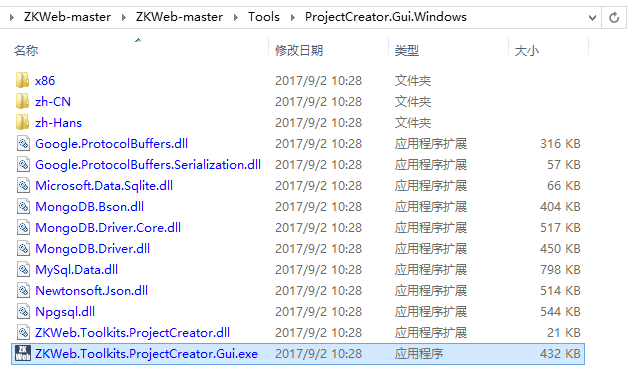 ZKWeb-master > ZKWeb-master > Tools > ProjectCreator.Gui.Windows
名称 修改日期 类型 大小
x86 2017/9/2 10:28 文件夹
zh-CN 2017/9/2 10:28 文件夹
zh-Hans 2017/9/2 10:28 文件夹
Google.ProtocolBuffers.dll 2017/9/2 10:28 应用程序扩展 316 KB
Google.ProtocolBuffers.Serialization.dll 2017/9/2 10:28 应用程序扩展 57 KB
Microsoft.Data.Sqlite.dll 2017/9/2 10:28 应用程序扩展 66 KB
MongoDB.Bson.dll 2017/9/2 10:28 应用程序扩展 404 KB
MongoDB.Driver.Core.dll 2017/9/2 10:28 应用程序扩展 517 KB
MongoDB.Driver.dll 2017/9/2 10:28 应用程序扩展 450 KB
MySql.Data.dll 2017/9/2 10:28 应用程序扩展 798 KB
Newtonsoft.Json.dll 2017/9/2 10:28 应用程序扩展 514 KB
Npgsql.dll 2017/9/2 10:28 应用程序扩展 544 KB
ZKWeb.Toolkits.ProjectCreator.dll 2017/9/2 10:28 应用程序扩展 21 KB
ZK Web ZKWeb.Toolkits.ProjectCreator.Gui.exe 2017/9/2 10:28 应用程序 432 KB